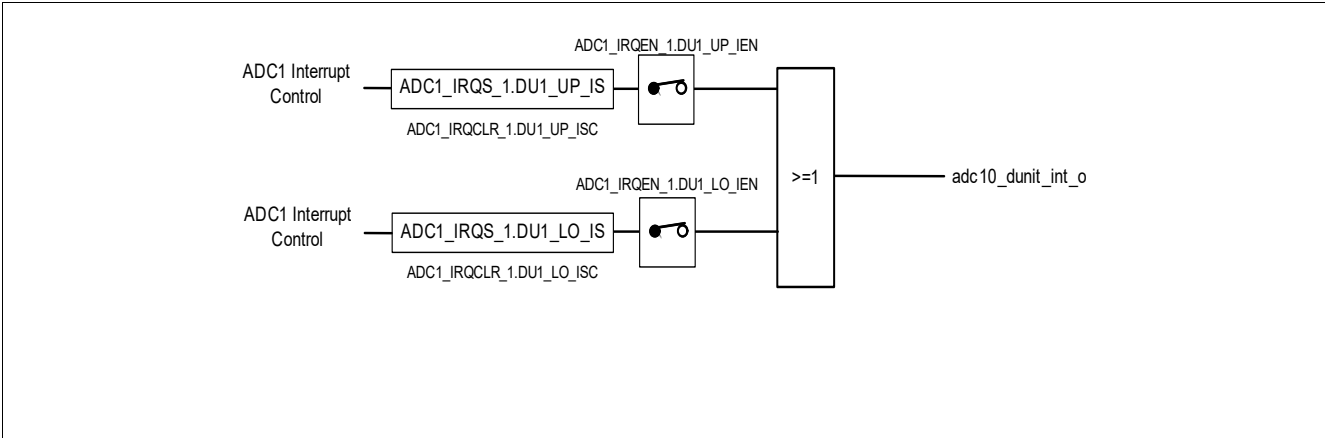 ADC1_IRQEN_1.DU1_UP_IEN
ADC1 Interrupt
Control
ADC1_IRQS_1.DU1_UP_IS
ADC1_IRQCLR_1.DU1_UP_ISC
ADC1_IRQEN_1.DU1_LO_IEN
>=1
adc10_dunit_int_o
ADC1 Interrupt
Control
ADC1_IRQS_1.DU1_LO_IS
ADC1_IRQCLR_1.DU1_LO_ISC